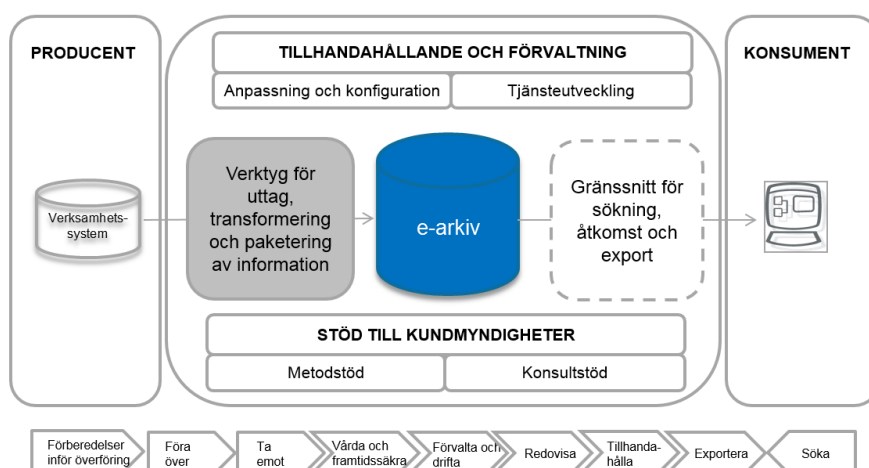 PRODUCENT
TILLHANDAHÅLLANDE OCH FÖRVALTNING
KONSUMENT
Anpassning och konfiguration
Tjänsteutveckling
Verksamhets-
system
Verktyg för
uttag,
transformering
och paketering
av information
e-arkiv
Gränssnitt för
sökning,
åtkomst och
export
STÖD TILL KUNDMYNDIGHETER
Metodstöd
Konsultstöd
Förberedelser
inför överföring
Föra
över
Ta
emot
Vårda och
framtidssäkra
Förvalta och
drifta
Redovisa
Tillhanda-
hålla
Exportera
Söka